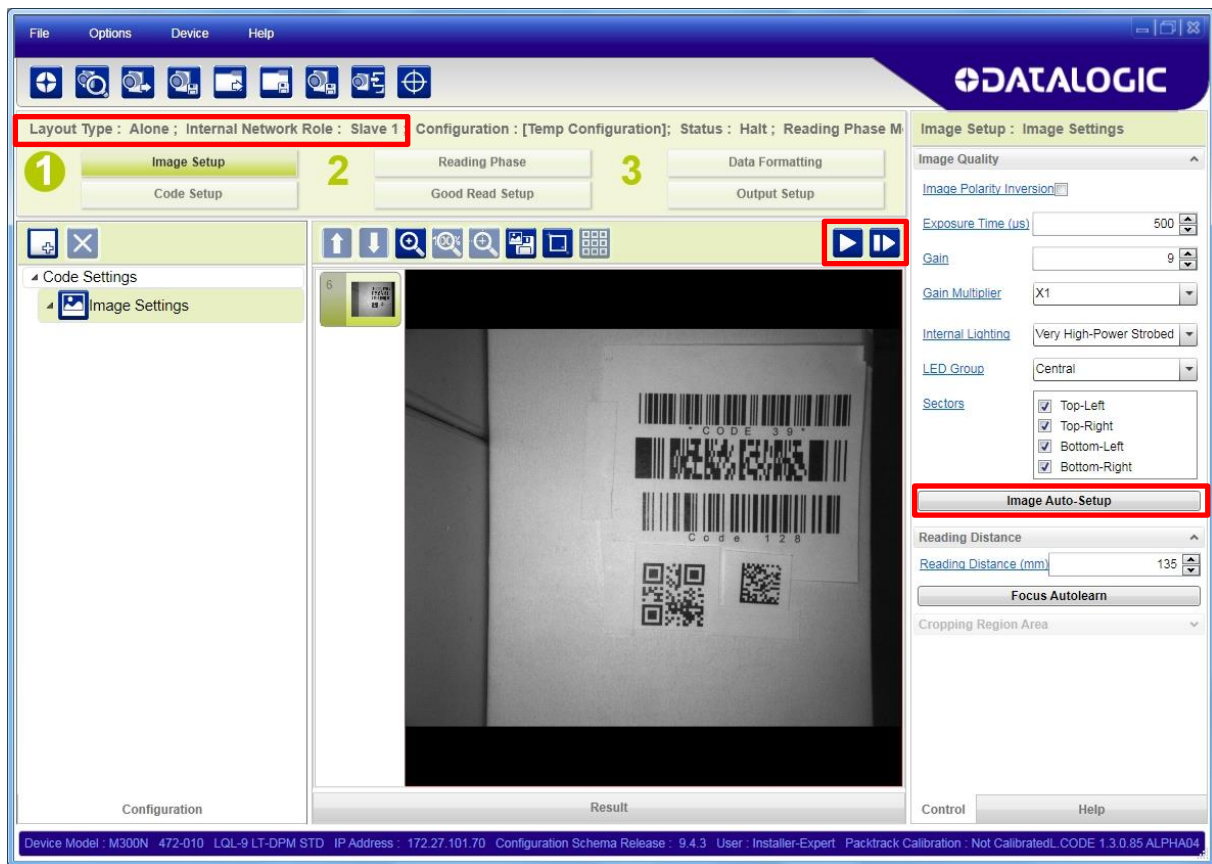 File Options Device Help
DATALOGIC
Layout Type : Alone ; Internal Network Role : Slave 1 ; Configuration : [Temp Configuration]; Status : Halt ; Reading Phase M
1 Image Setup 2 Reading Phase 3 Data Formatting
Code Setup Good Read Setup Output Setup
Code Settings
Image Settings
100%
6
* CODE 39 *
Code 128
Configuration
Result
Image Setup : Image Settings
Image Quality
Image Polarity Inversion
Exposure Time (us) 500
Gain 9
Gain Multiplier X1
Internal Lighting Very High-Power Strobed
LED Group Central
Sectors Top-Left
Top-Right
Bottom-Left
Bottom-Right
Image Auto-Setup
Reading Distance
Reading Distance (mm) 135
Focus Autolearn
Cropping Region Area
Control Help
Device Model : M300N 472-010 LQL-9 LT-DPM STD IP Address : 172.27.101.70 Configuration Schema Release : 9.4.3 User : Installer-Expert Packtrack Calibration : Not CalibratedL.CODE 1.3.0.85 ALPHA04